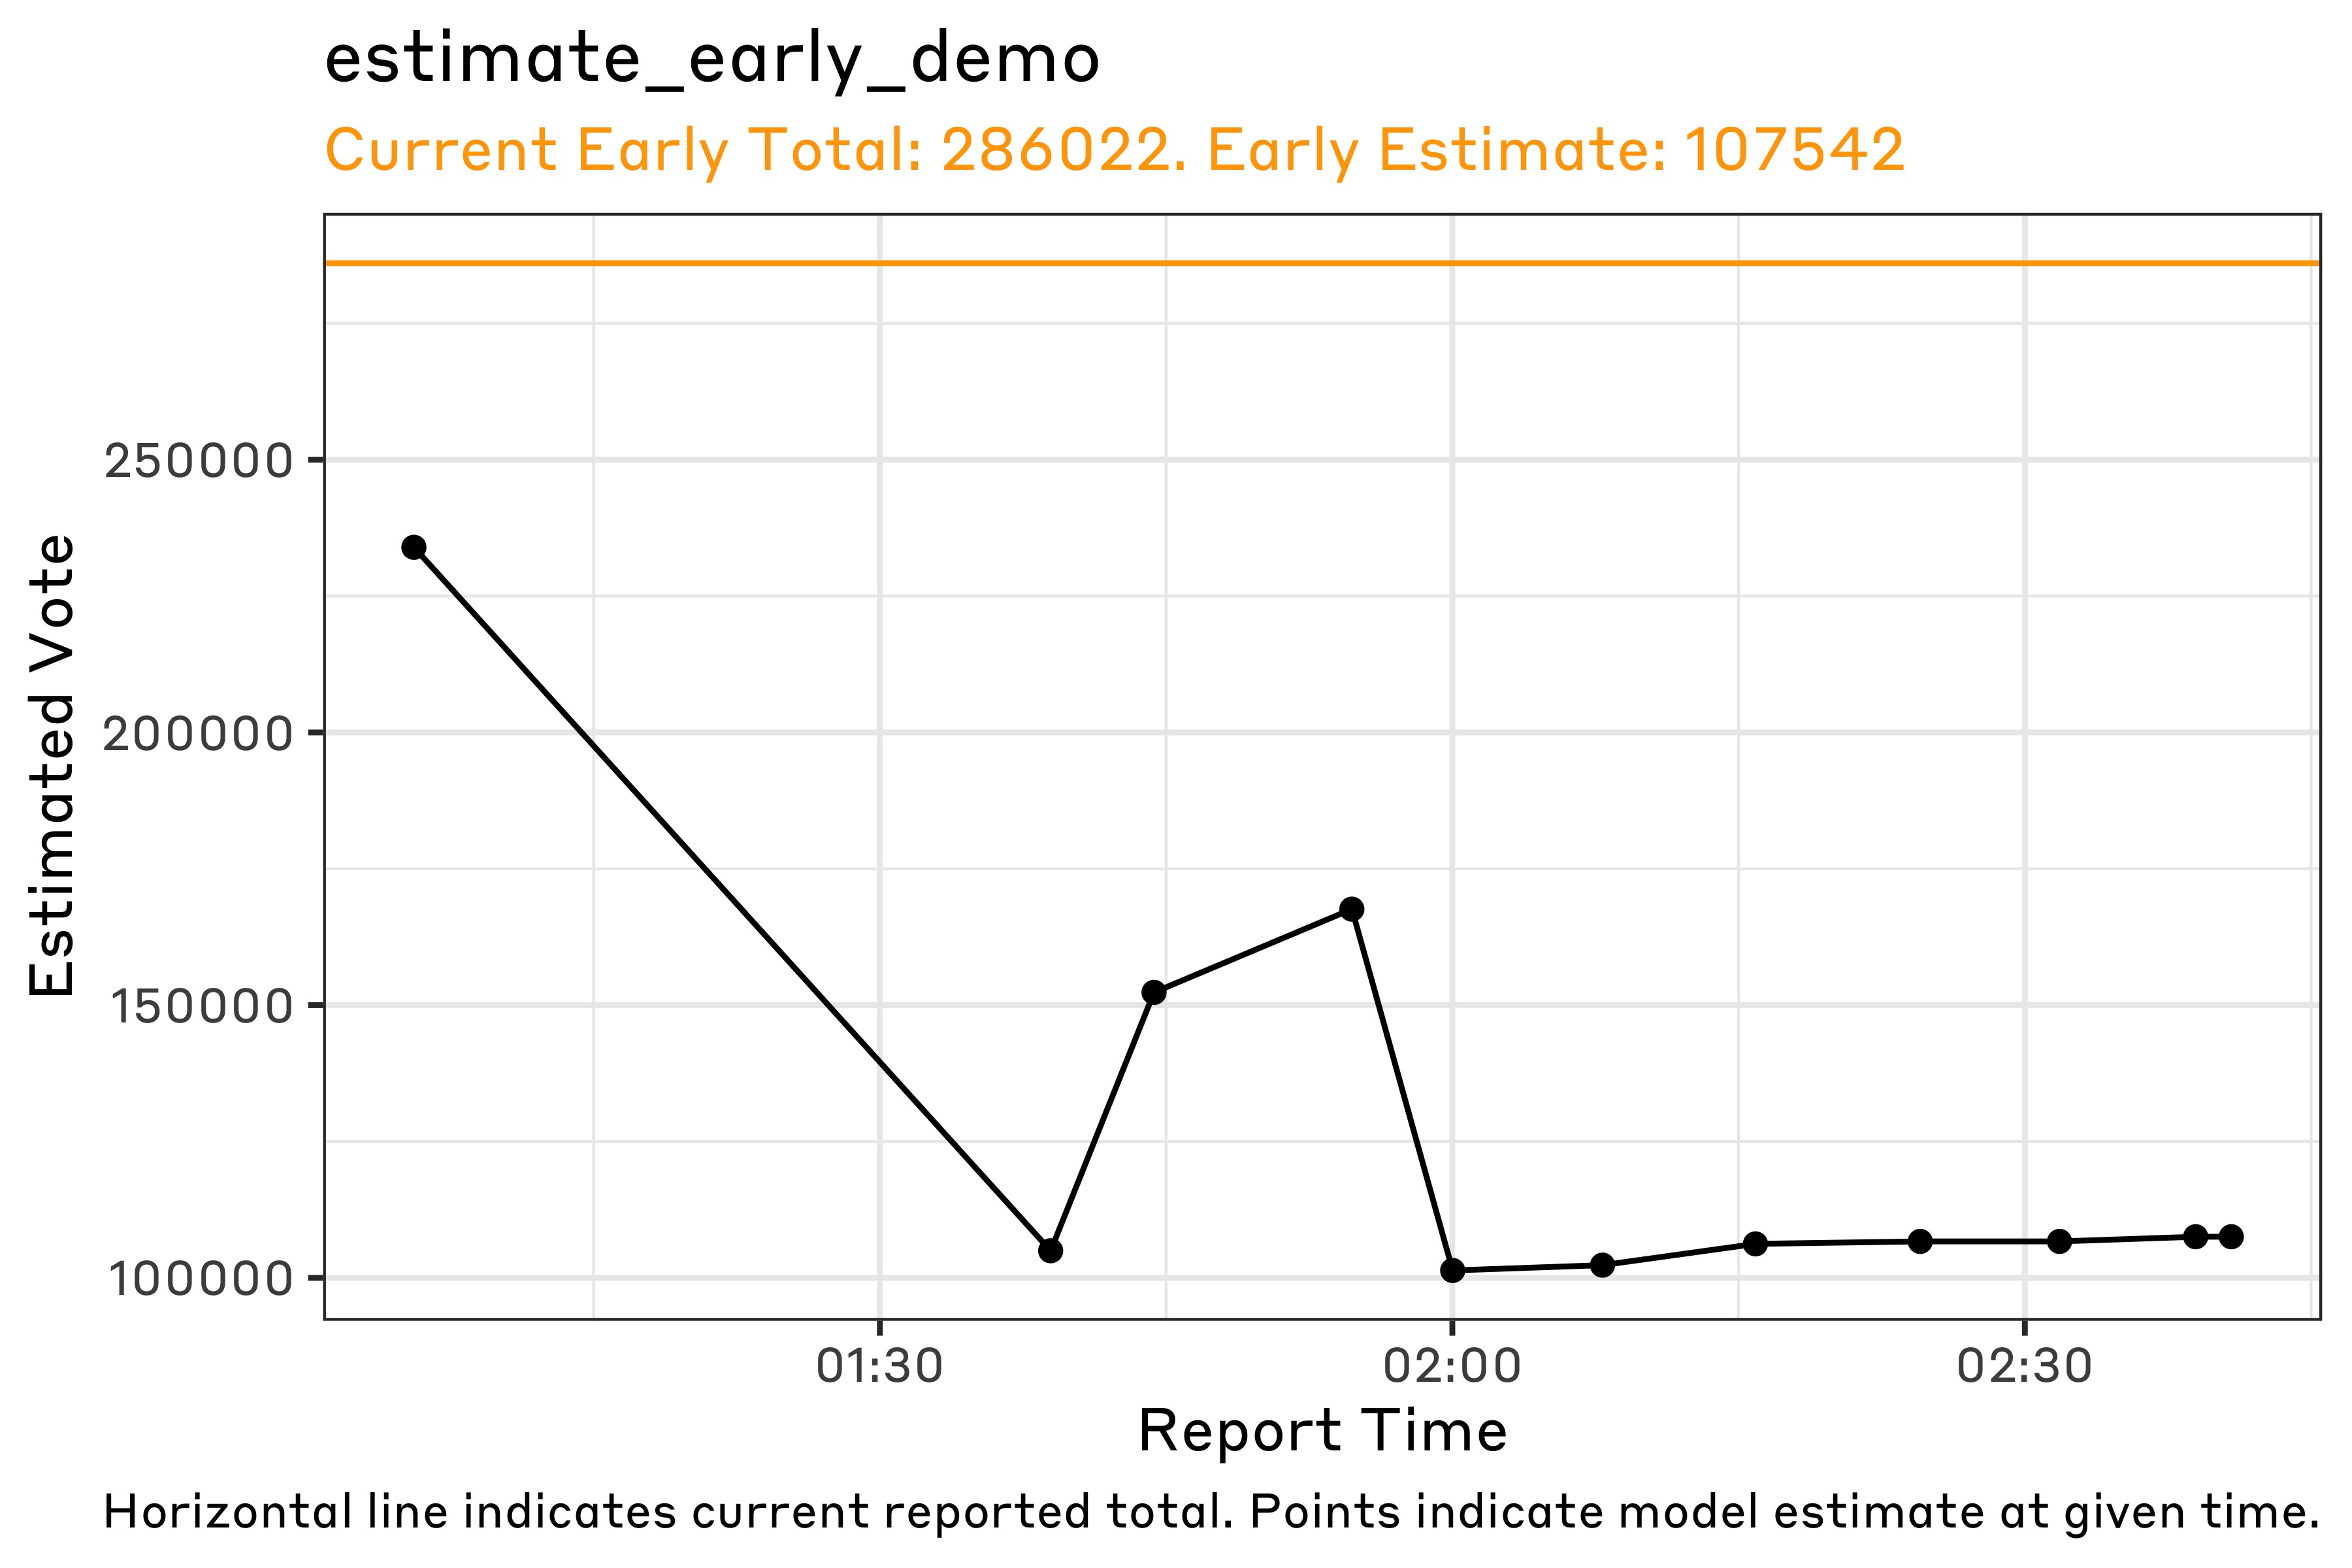 estimate_early_demo
Current Early Total: 286022. Early Estimate: 107542
Estimated Vote
250000
200000
150000
100000
01:30 02:00 02:30
Report Time
Horizontal line indicates current reported total. Points indicate model estimate at given time.